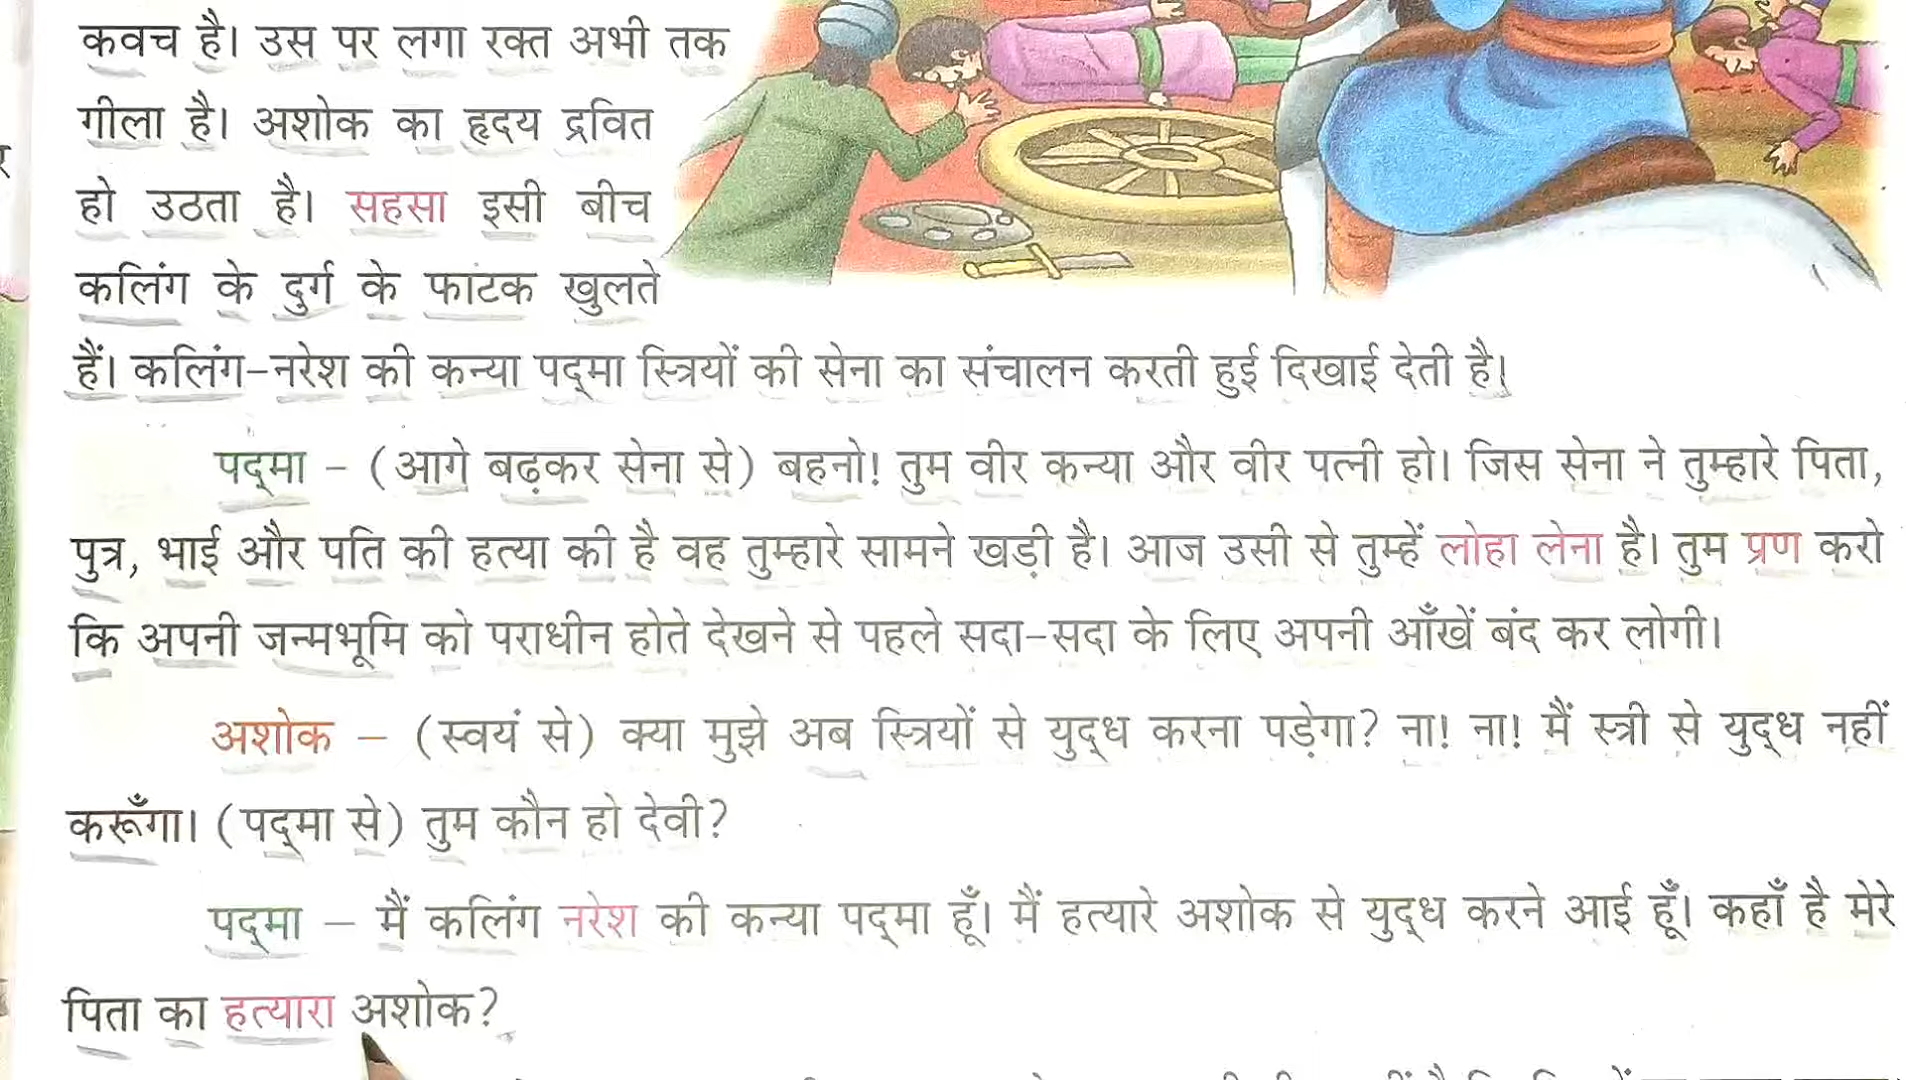 कवच है। उस पर लगा रक्त अभी तक
गीला है। अशोक का हृदय द्रवित
हो उठता है। सहसा इसी बीच
कलिंग के दुर्ग के फाटक खुलते
हैं। कलिंग-नरेश की कन्या पद्‌मा स्त्रियों की सेना का संचालन करती हुई दिखाई देती है।
पद्‌मा – (आगे बढ़कर सेना से) बहनो! तुम वीर कन्या और वीर पत्नी हो। जिस सेना ने तुम्हारे पिता,
पुत्र, भाई और पति की हत्या की है वह तुम्हारे सामने खड़ी है। आज उसी से तुम्हें लोहा लेना है। तुम प्रण करो
कि अपनी जन्मभूमि को पराधीन होते देखने से पहले सदा-सदा के लिए अपनी आँखें बंद कर लोगी।
अशोक – (स्वयं से) क्या मुझे अब स्त्रियों से युद्‌ध करना पड़ेगा? ना! ना! मैं स्त्री से युद्‌ध नहीं
करूँगा। (पद्‌मा से) तुम कौन हो देवी?
पद्‌मा – मैं कलिंग नरेश की कन्या पद्‌मा हूँ। मैं हत्यारे अशोक से युद्‌ध करने आई हूँ। कहाँ है मेरे
पिता का हत्यारा अशोक?